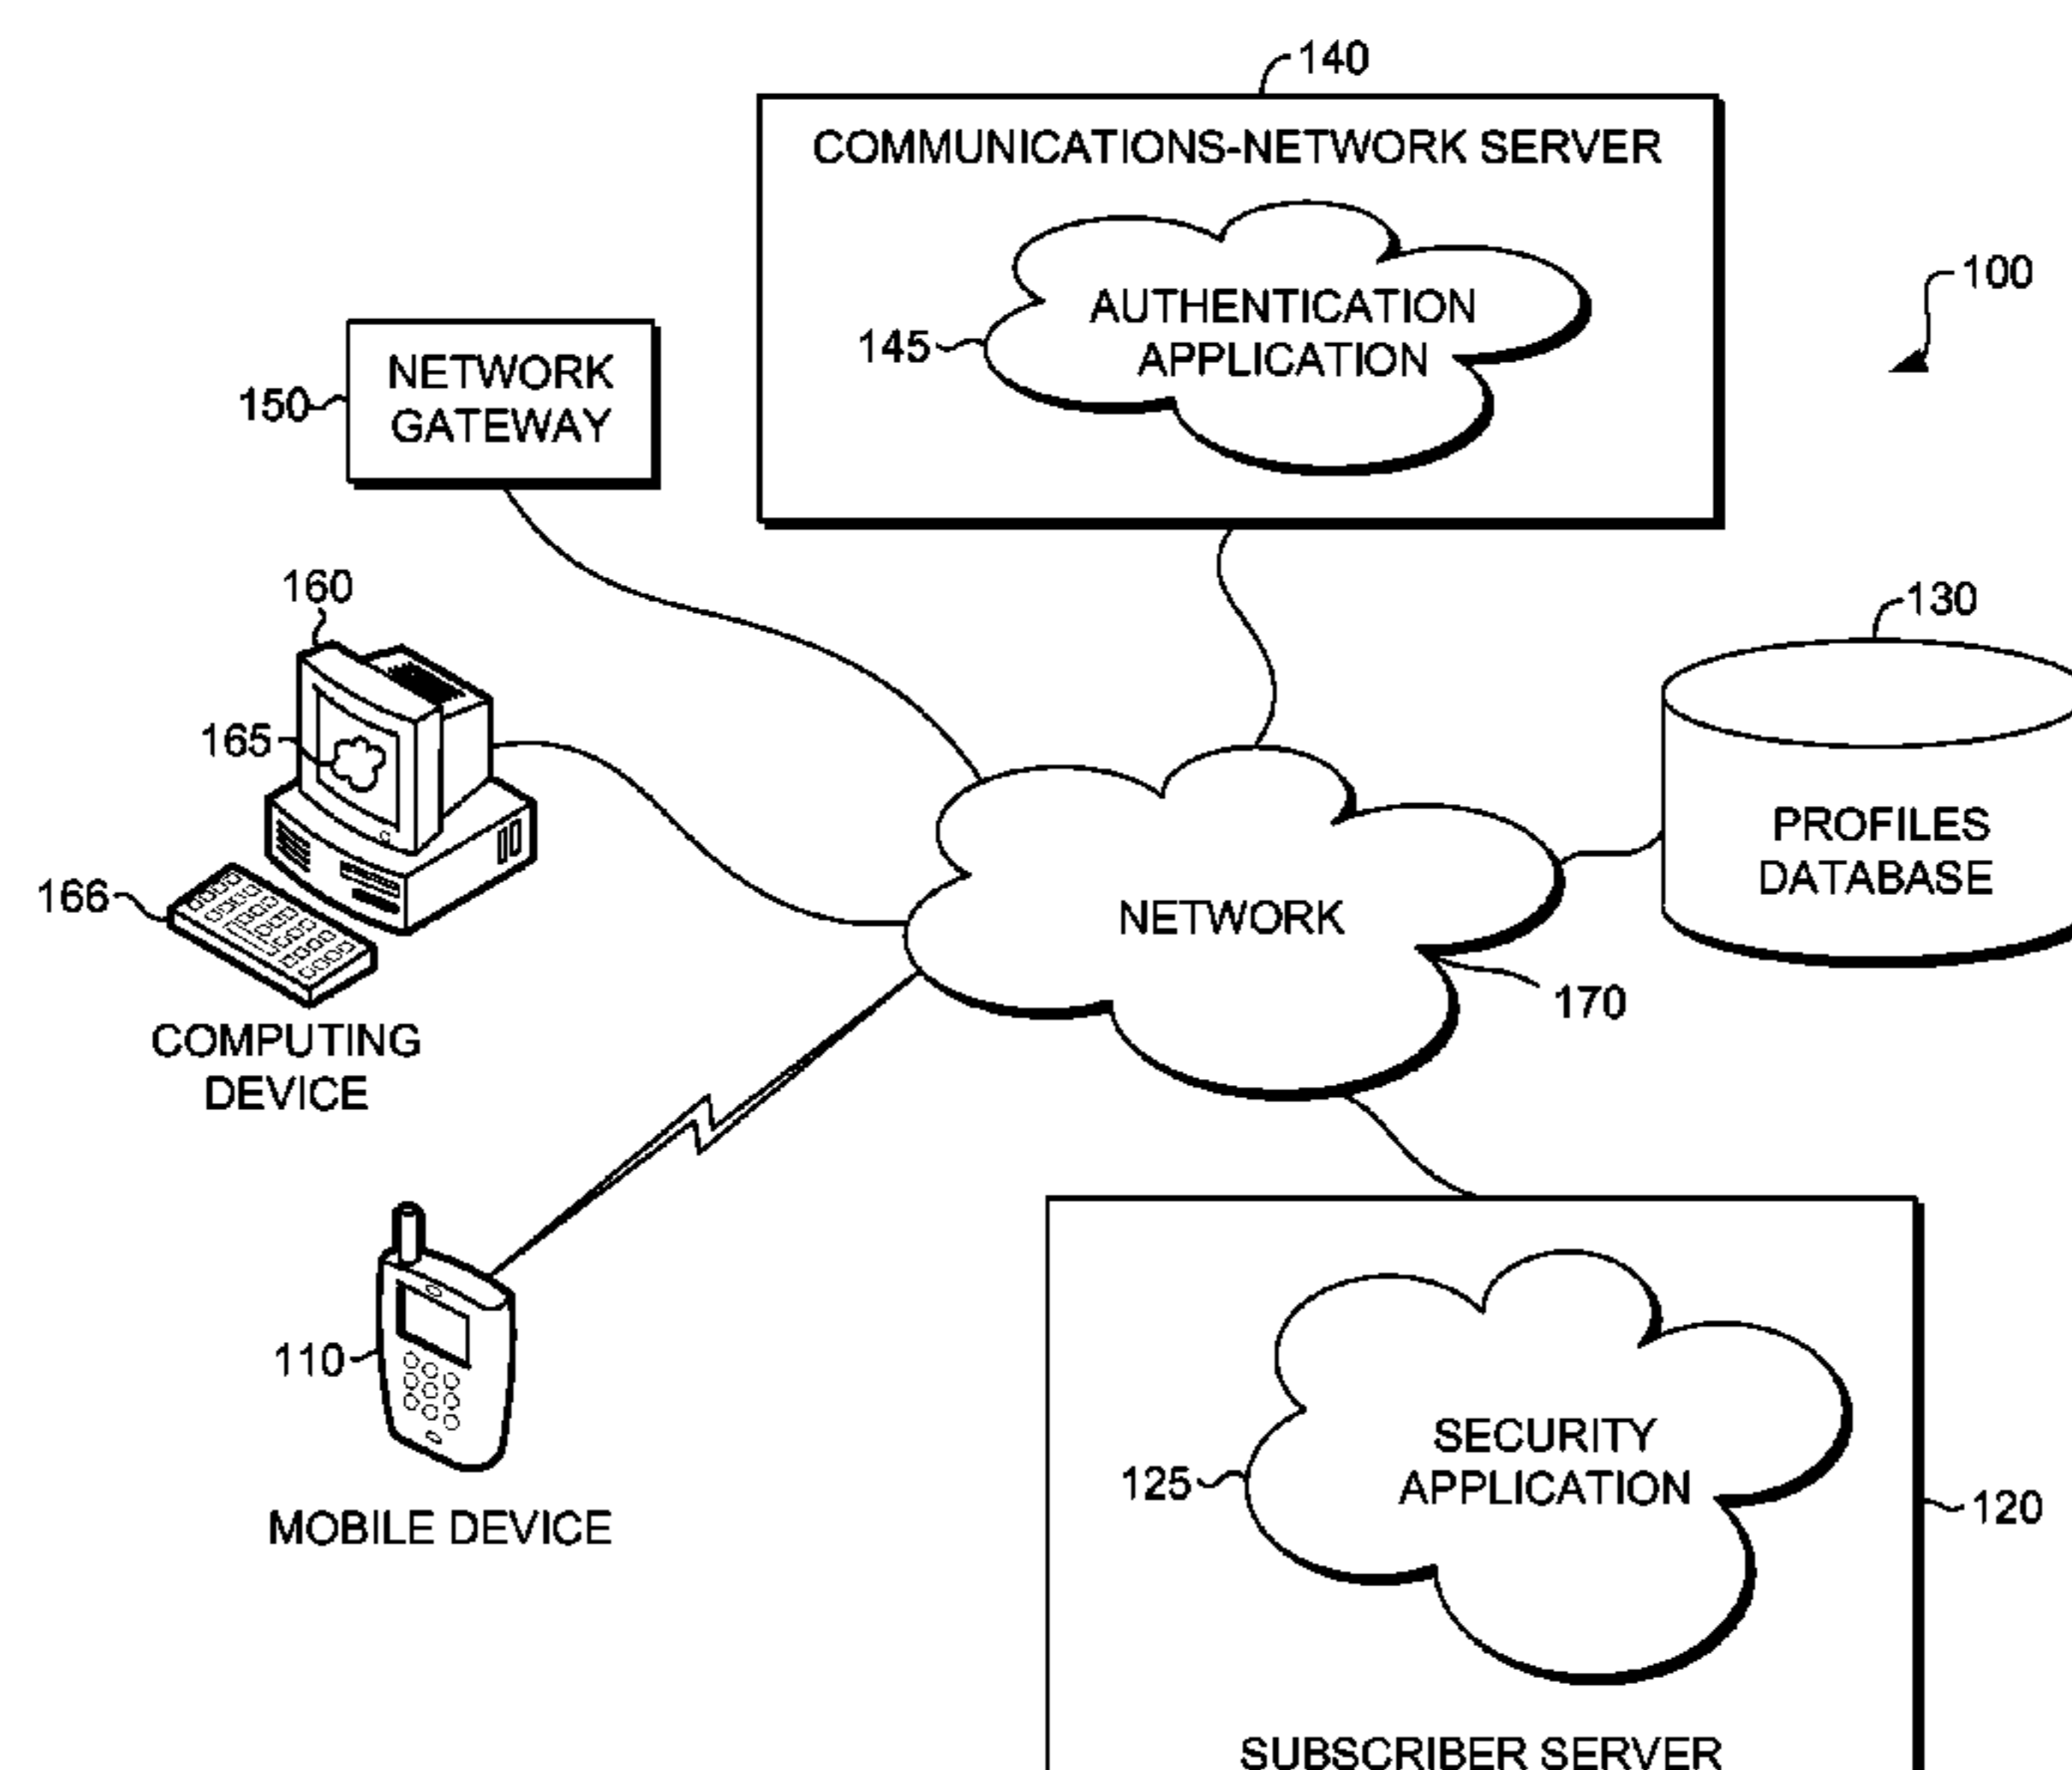 140
COMMUNICATIONS-NETWORK SERVER
100
AUTHENTICATION
APPLICATION
145
NETWORK
GATEWAY
150
160
130
165
PROFILES
DATABASE
166
NETWORK
170
COMPUTING
DEVICE
110
SECURITY
APPLICATION
125
120
MOBILE DEVICE
SUBSCRIBER SERVER